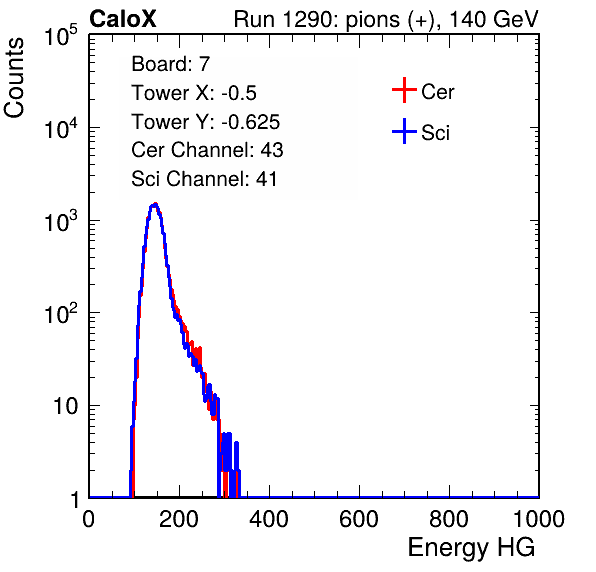 CaloX Run 1290: pions (+), 140 GeV
Counts
10^5
10^4
10^3
10^2
10
1
Board: 7
Tower X: -0.5
Tower Y: -0.625
Cer Channel: 43
Sci Channel: 41
Cer
Sci
0 200 400 600 800 1000
Energy HG